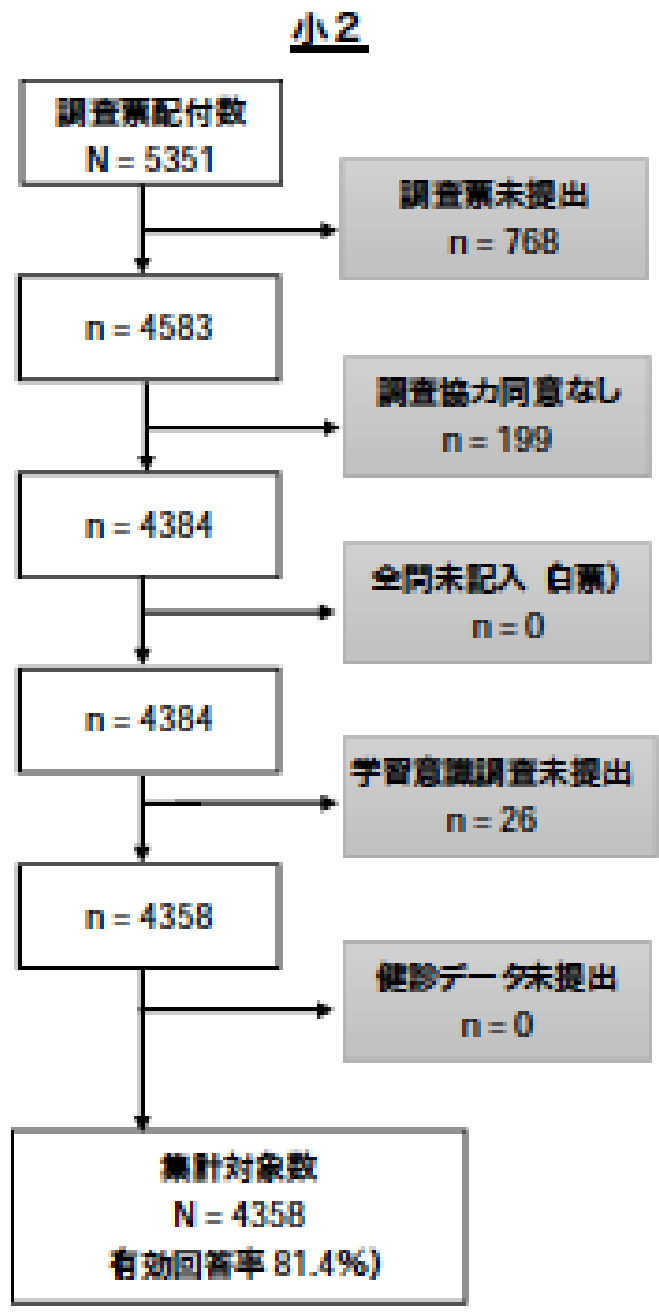 小2
調査票配付数
N = 5351
調査票未提出
n = 768
n = 4583
調査協力同意なし
n = 199
n = 4384
全問未記入 白票)
n = 0
n = 4384
学習意識調査未提出
n = 26
n = 4358
健診データ未提出
n = 0
集計対象数
N = 4358
有効回答率 81.4%)